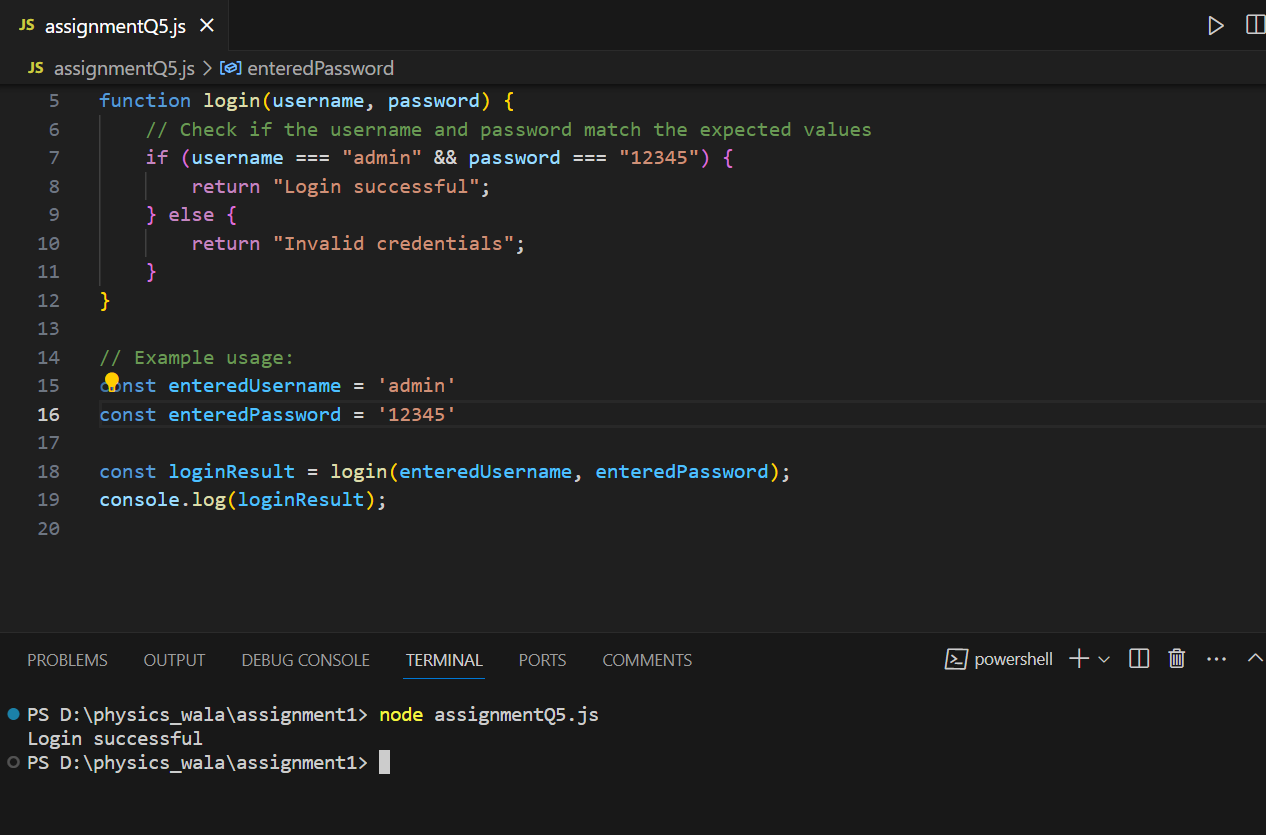 JS assignmentQ5.js
JS assignmentQ5.js > enteredPassword
5 function login(username, password) {
6     // Check if the username and password match the expected values
7     if (username === "admin" && password === "12345") {
8         return "Login successful";
9     } else {
10         return "Invalid credentials";
11     }
12 }
13
14 // Example usage:
15 const enteredUsername = 'admin'
16 const enteredPassword = '12345'
17
18 const loginResult = login(enteredUsername, enteredPassword);
19 console.log(loginResult);
20
PROBLEMS OUTPUT DEBUG CONSOLE TERMINAL PORTS COMMENTS powershell
PS D:\physics_wala\assignment1> node assignmentQ5.js
Login successful
PS D:\physics_wala\assignment1>